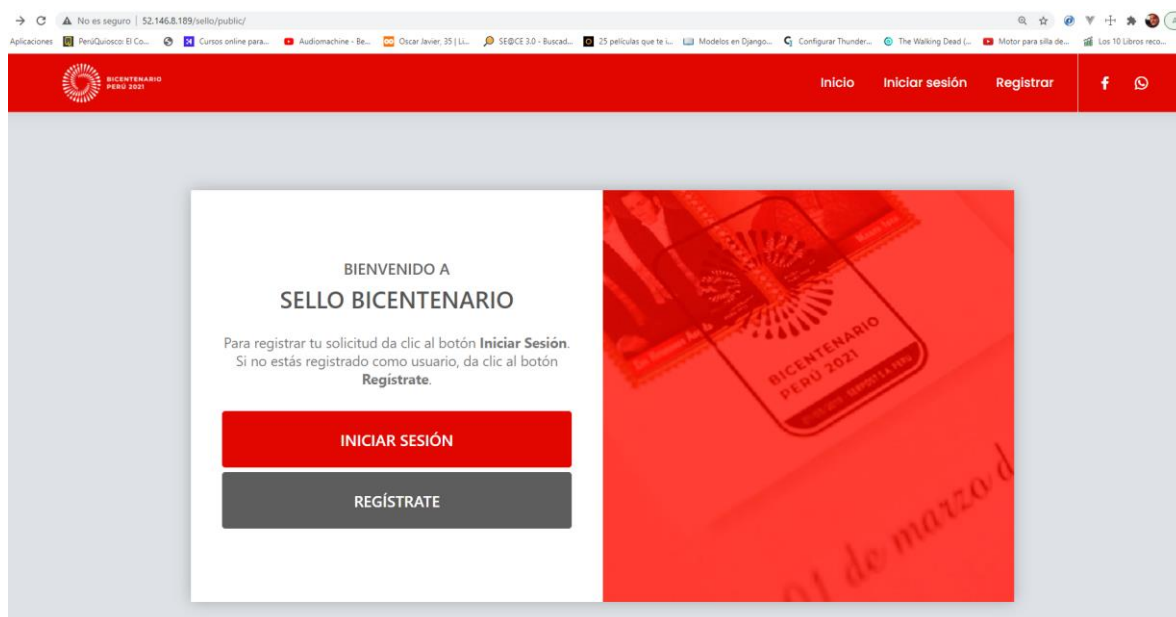 No es seguro | 52.146.8.189/sello/public/
Aplicaciones PerúQuiosco: El Co... Cursos online para... Audiomachine - Be... Oscar Javier, 35 | Li... SE@CE 3.0 - Buscad... 25 películas que te i... Modelos en Django... Configurar Thunder... The Walking Dead (... Motor para silla de... Los 10 Libros reco...
BICENTENARIO
PERÚ 2021
Inicio Iniciar sesión Registrar
BIENVENIDO A
SELLO BICENTENARIO
Para registrar tu solicitud da clic al botón Iniciar Sesión.
Si no estás registrado como usuario, da clic al botón
Regístrate.
INICIAR SESIÓN
REGÍSTRATE
BICENTENARIO
PERÚ 2021
SERPOST S.A. PERÚ
01 de marzo d